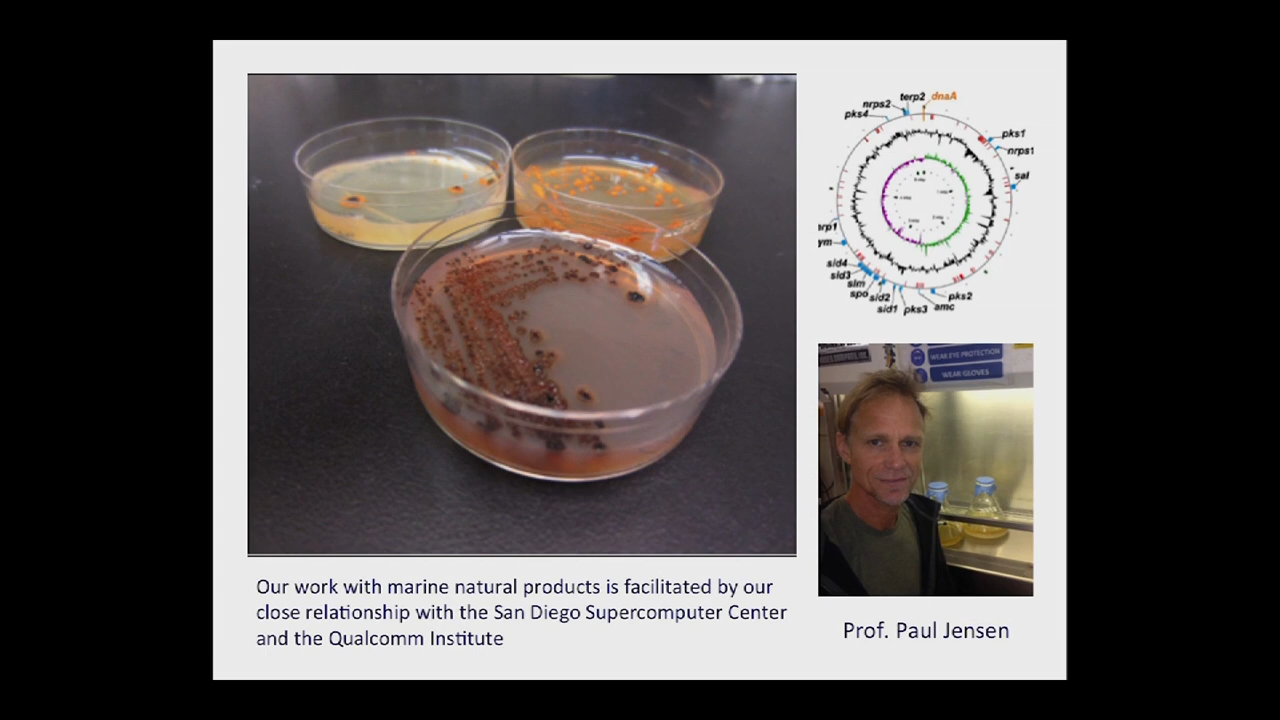 terp2 dnaA
nrps2
pks4
pks1
nrps1
sal
nrp1
ym
sid4
sid3
slm
spo
sid2
sid1 pks3 amc
pks2
WEAR EYE PROTECTION
WEAR GLOVES
Our work with marine natural products is facilitated by our
close relationship with the San Diego Supercomputer Center
and the Qualcomm Institute
Prof. Paul Jensen